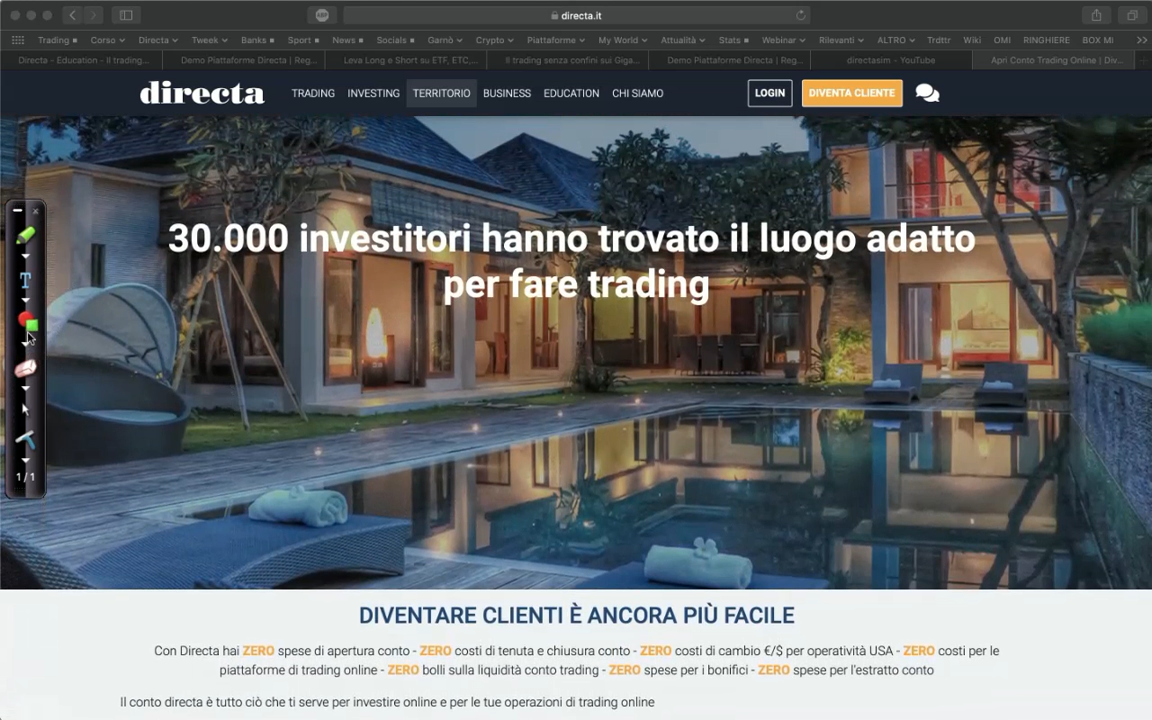 directa.it
Trading Corso Directa Tweek Banks Sport News Socials Garnò Crypto Piattaforme My World Attualità Stats Webinar Rilevanti ALTRO Trdttr Wiki OMI RINGHIERE BOX MI
Directa - Education - Il trading... Demo Piattaforme Directa | Reg... Leva Long e Short su ETF, ETC,... Il trading senza confini sui Giga... Demo Piattaforme Directa | Reg... directasim - YouTube Apri Conto Trading Online | Div...
directa TRADING INVESTING TERRITORIO BUSINESS EDUCATION CHI SIAMO LOGIN DIVENTA CLIENTE
30.000 investitori hanno trovato il luogo adatto
per fare trading
T
1/1
DIVENTARE CLIENTI È ANCORA PIÙ FACILE
Con Directa hai ZERO spese di apertura conto - ZERO costi di tenuta e chiusura conto - ZERO costi di cambio €/$ per operatività USA - ZERO costi per le
piattaforme di trading online - ZERO bolli sulla liquidità conto trading - ZERO spese per i bonifici - ZERO spese per l'estratto conto
Il conto directa è tutto ciò che ti serve per investire online e per le tue operazioni di trading online